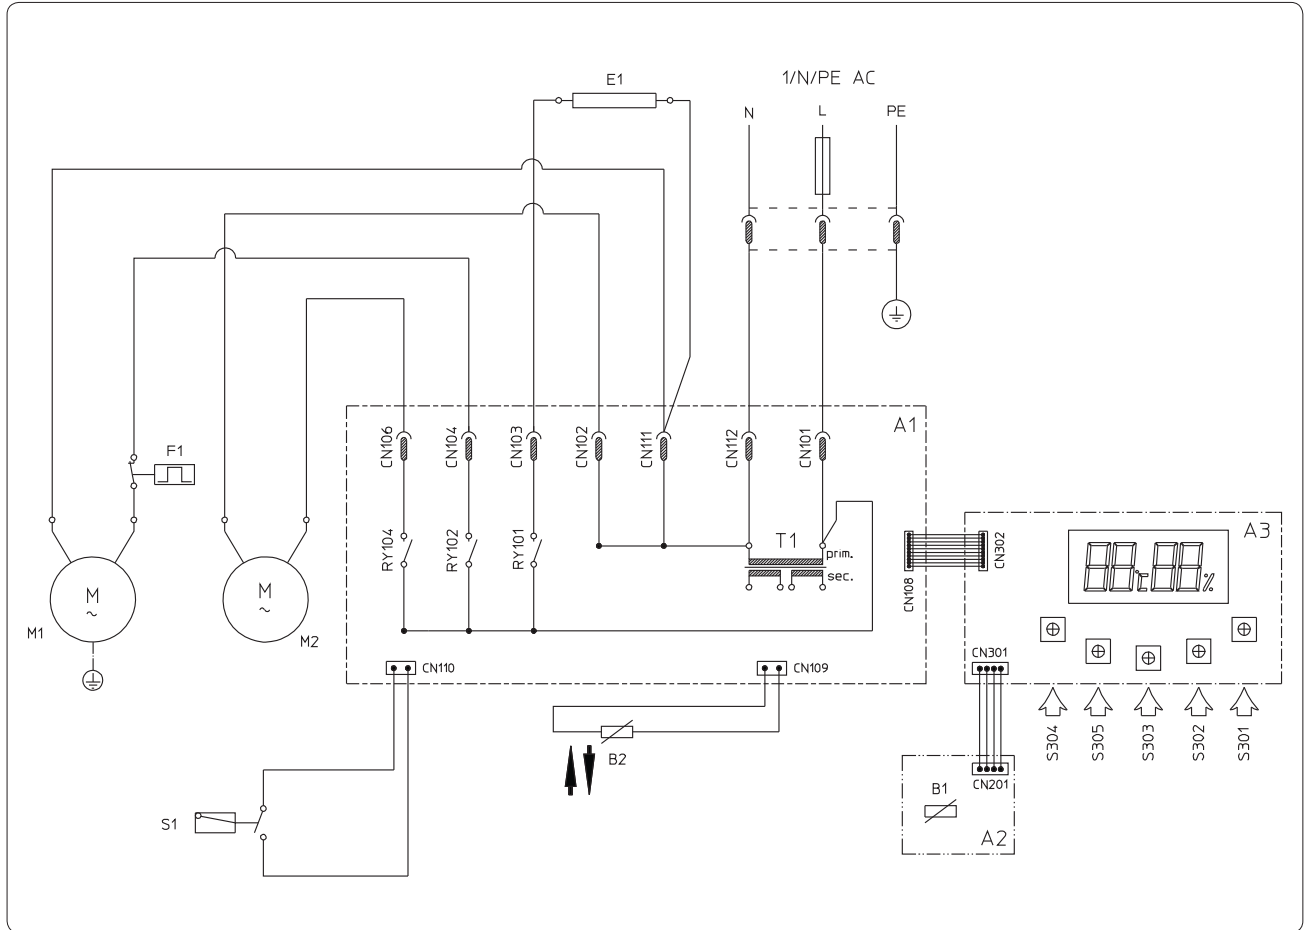 E1
1/N/PE AC
N
L
PE
F1
M
~
M
~
M1
M2
CN106
CN104
CN103
CN102
CN111
CN112
CN101
A1
RY104
RY102
RY101
T1
prim.
sec.
CN108
CN302
A3
88°C88%
CN110
CN109
CN301
S304
S305
S303
S302
S301
B2
S1
CN201
B1
A2